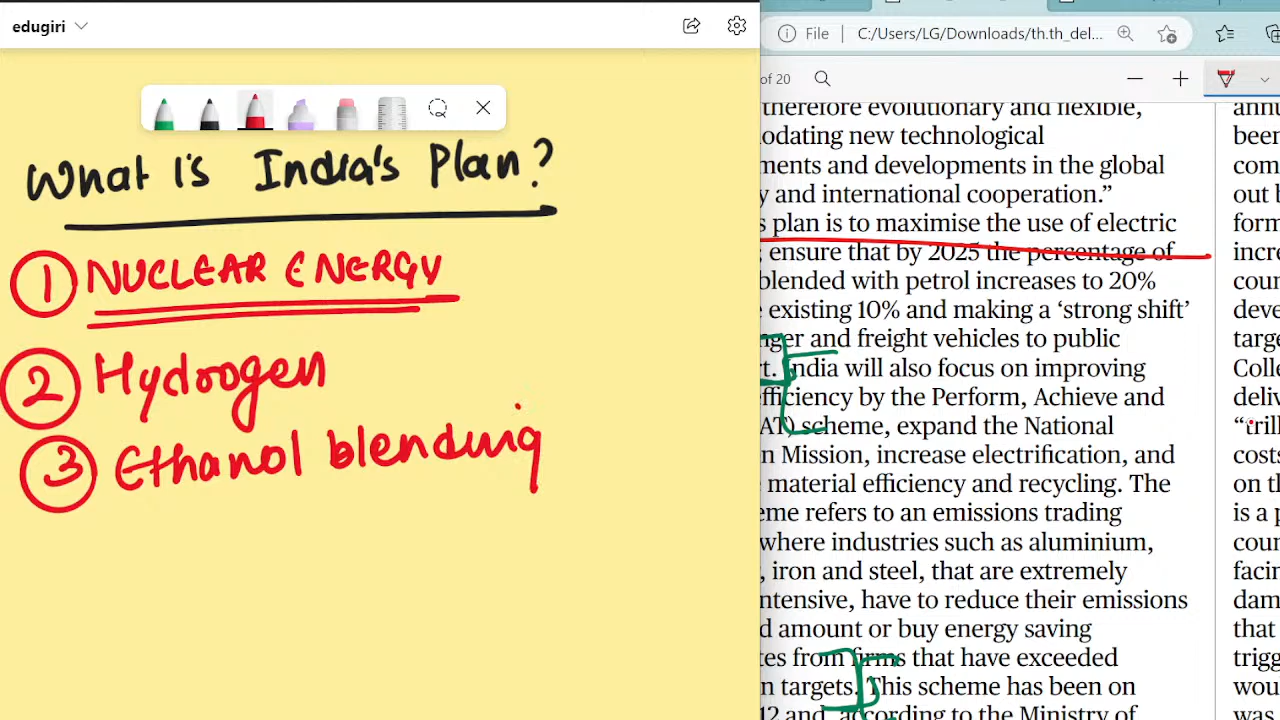 edugiri
What is India's Plan?
1 NUCLEAR ENERGY
2 Hydrogen
3 Ethanol blending
File C:/Users/LG/Downloads/th.th_del...
of 20
therefore evolutionary and flexible,
odating new technological
ments and developments in the global
y and international cooperation.”
s plan is to maximise the use of electric
ensure that by 2025 the percentage of
blended with petrol increases to 20%
e existing 10% and making a ‘strong shift’
nger and freight vehicles to public
rt. India will also focus on improving
efficiency by the Perform, Achieve and
AT) scheme, expand the National
n Mission, increase electrification, and
material efficiency and recycling. The
eme refers to an emissions trading
where industries such as aluminium,
, iron and steel, that are extremely
ntensive, have to reduce their emissions
d amount or buy energy saving
tes from firms that have exceeded
n targets. This scheme has been on
12 and, according to the Ministry of
annu
been
com
out b
form
incre
coun
deve
targe
Colle
deliv
“trill
costs
on th
is a p
coun
facin
dam
that
trigg
wou
was